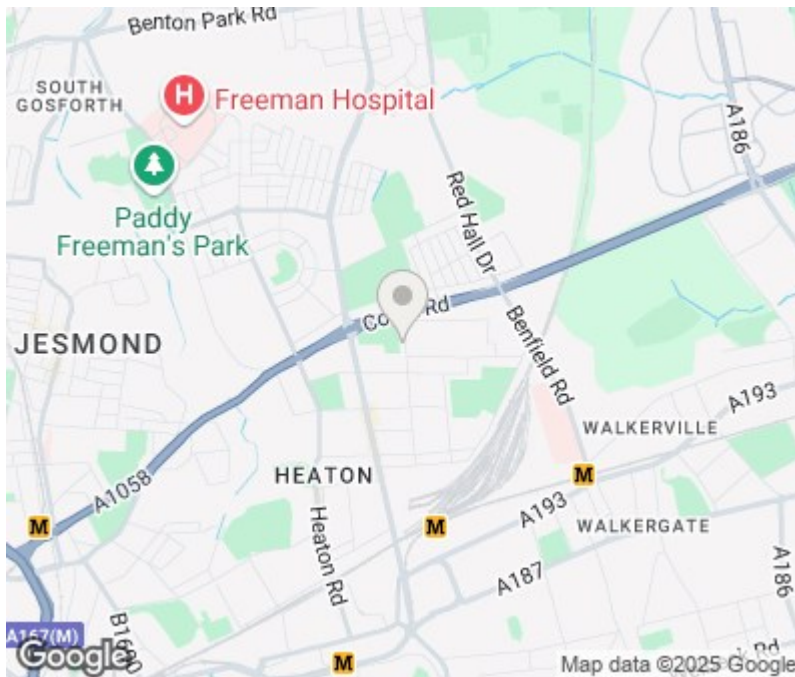 Benton Park Rd
SOUTH
GOSFORTH
H
Freeman Hospital
A186
Paddy
Freeman's Park
Red Hall Dr
JESMOND
Benfield Rd
A193
WALKERVILLE
HEATON
A1058
M
M
M
A193
WALKERGATE
Heaton Rd
A187
A186
B1600
A167(M)
M
Google
Map data ©2025 Google